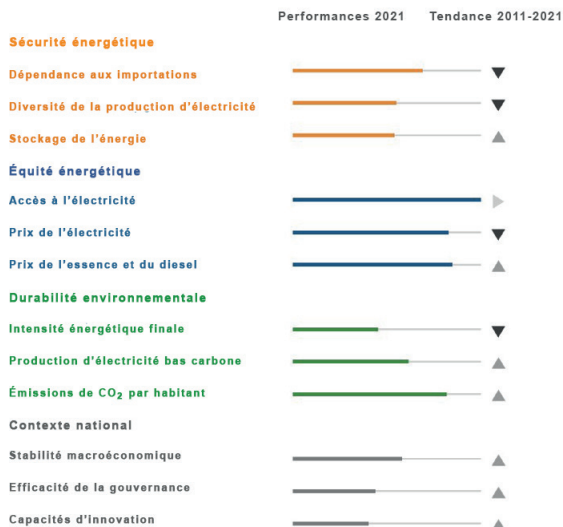 Performances 2021 Tendance 2011-2021
Sécurité énergétique
Dépendance aux importations
Diversité de la production d'électricité
Stockage de l'énergie
Équité énergétique
Accès à l'électricité
Prix de l'électricité
Prix de l'essence et du diesel
Durabilité environnementale
Intensité énergétique finale
Production d'électricité bas carbone
Émissions de CO₂ par habitant
Contexte national
Stabilité macroéconomique
Efficacité de la gouvernance
Capacités d'innovation